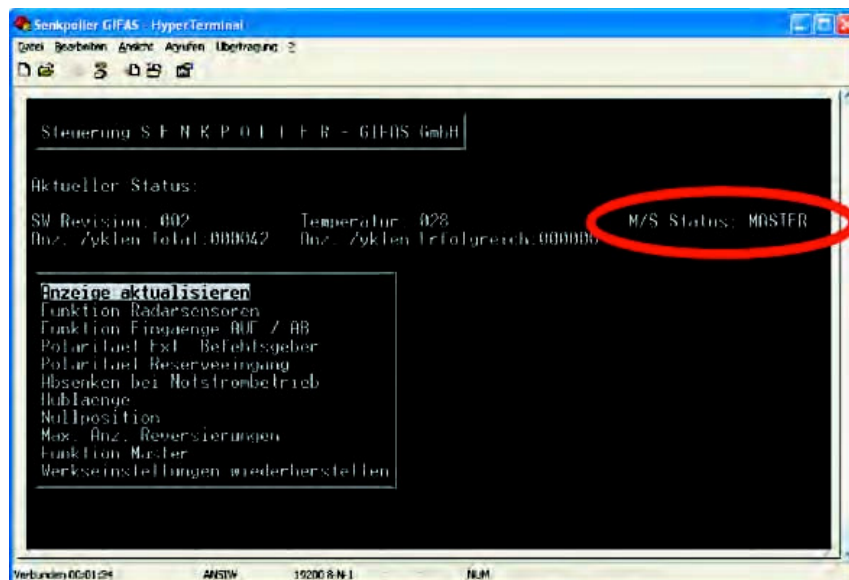 Senkpoller GIFAS - HyperTerminal
Datei Bearbeiten Ansicht Anrufen Übertragung ?
Steuerung S E N K P O L L E R - GIFAS GmbH
Aktueller Status:
SW Revision: 002 Temperatur: 028 M/S Status: MASTER
Anz. Zyklen Total:000042 Anz. Zyklen Erfolgreich:000000
Anzeige aktualisieren
Funktion Radarsensoren
Funktion Eingaenge AUF / AB
Polaritaet Ext. Befehlsgeber
Polaritaet Reserveeingang
Absenken bei Notstrombetrieb
Hublaenge
Nullposition
Max. Anz. Reversierungen
Funktion Master
Werkseinstellungen wiederherstellen
Verbunden 00:01:24 ANSIW 19200 8-N-1 NUM